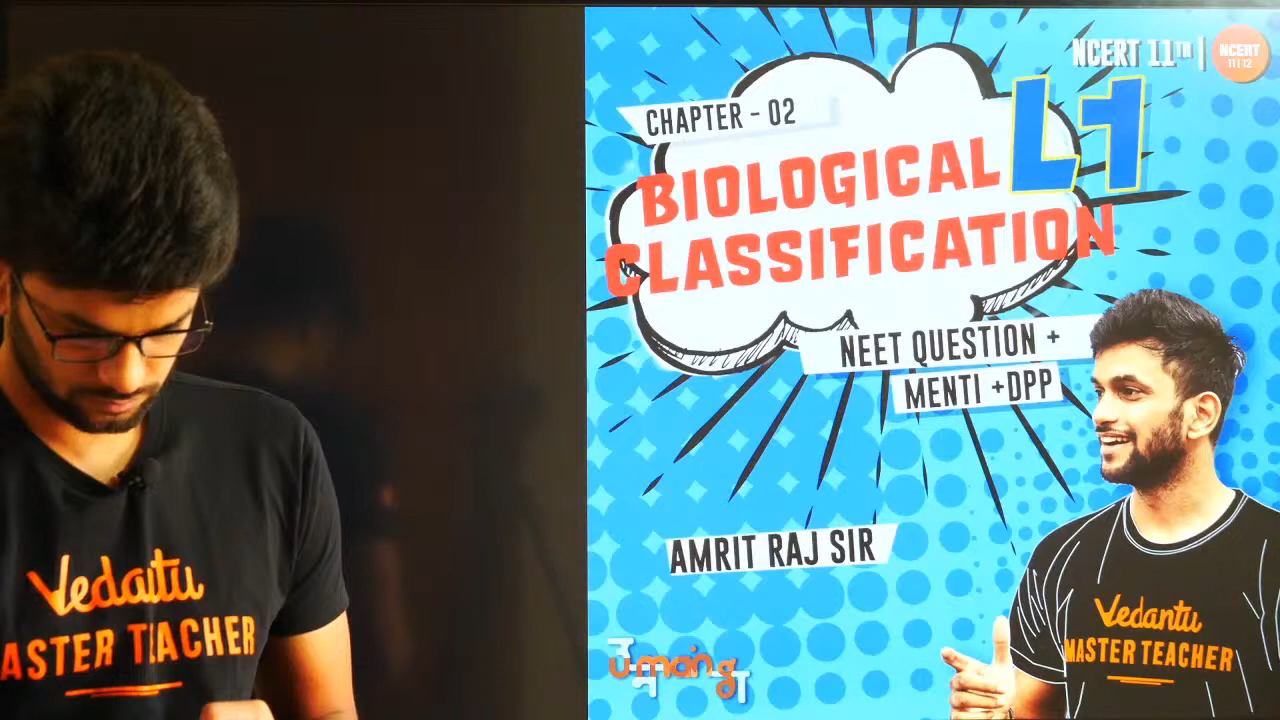 Vedantu
ASTER TEACHER
NCERT 11TH |
NCERT
11|12
CHAPTER - 02
L1
BIOLOGICAL
CLASSIFICATION
NEET QUESTION +
MENTI +DPP
AMRIT RAJ SIR
Vedantu
MASTER TEACHER